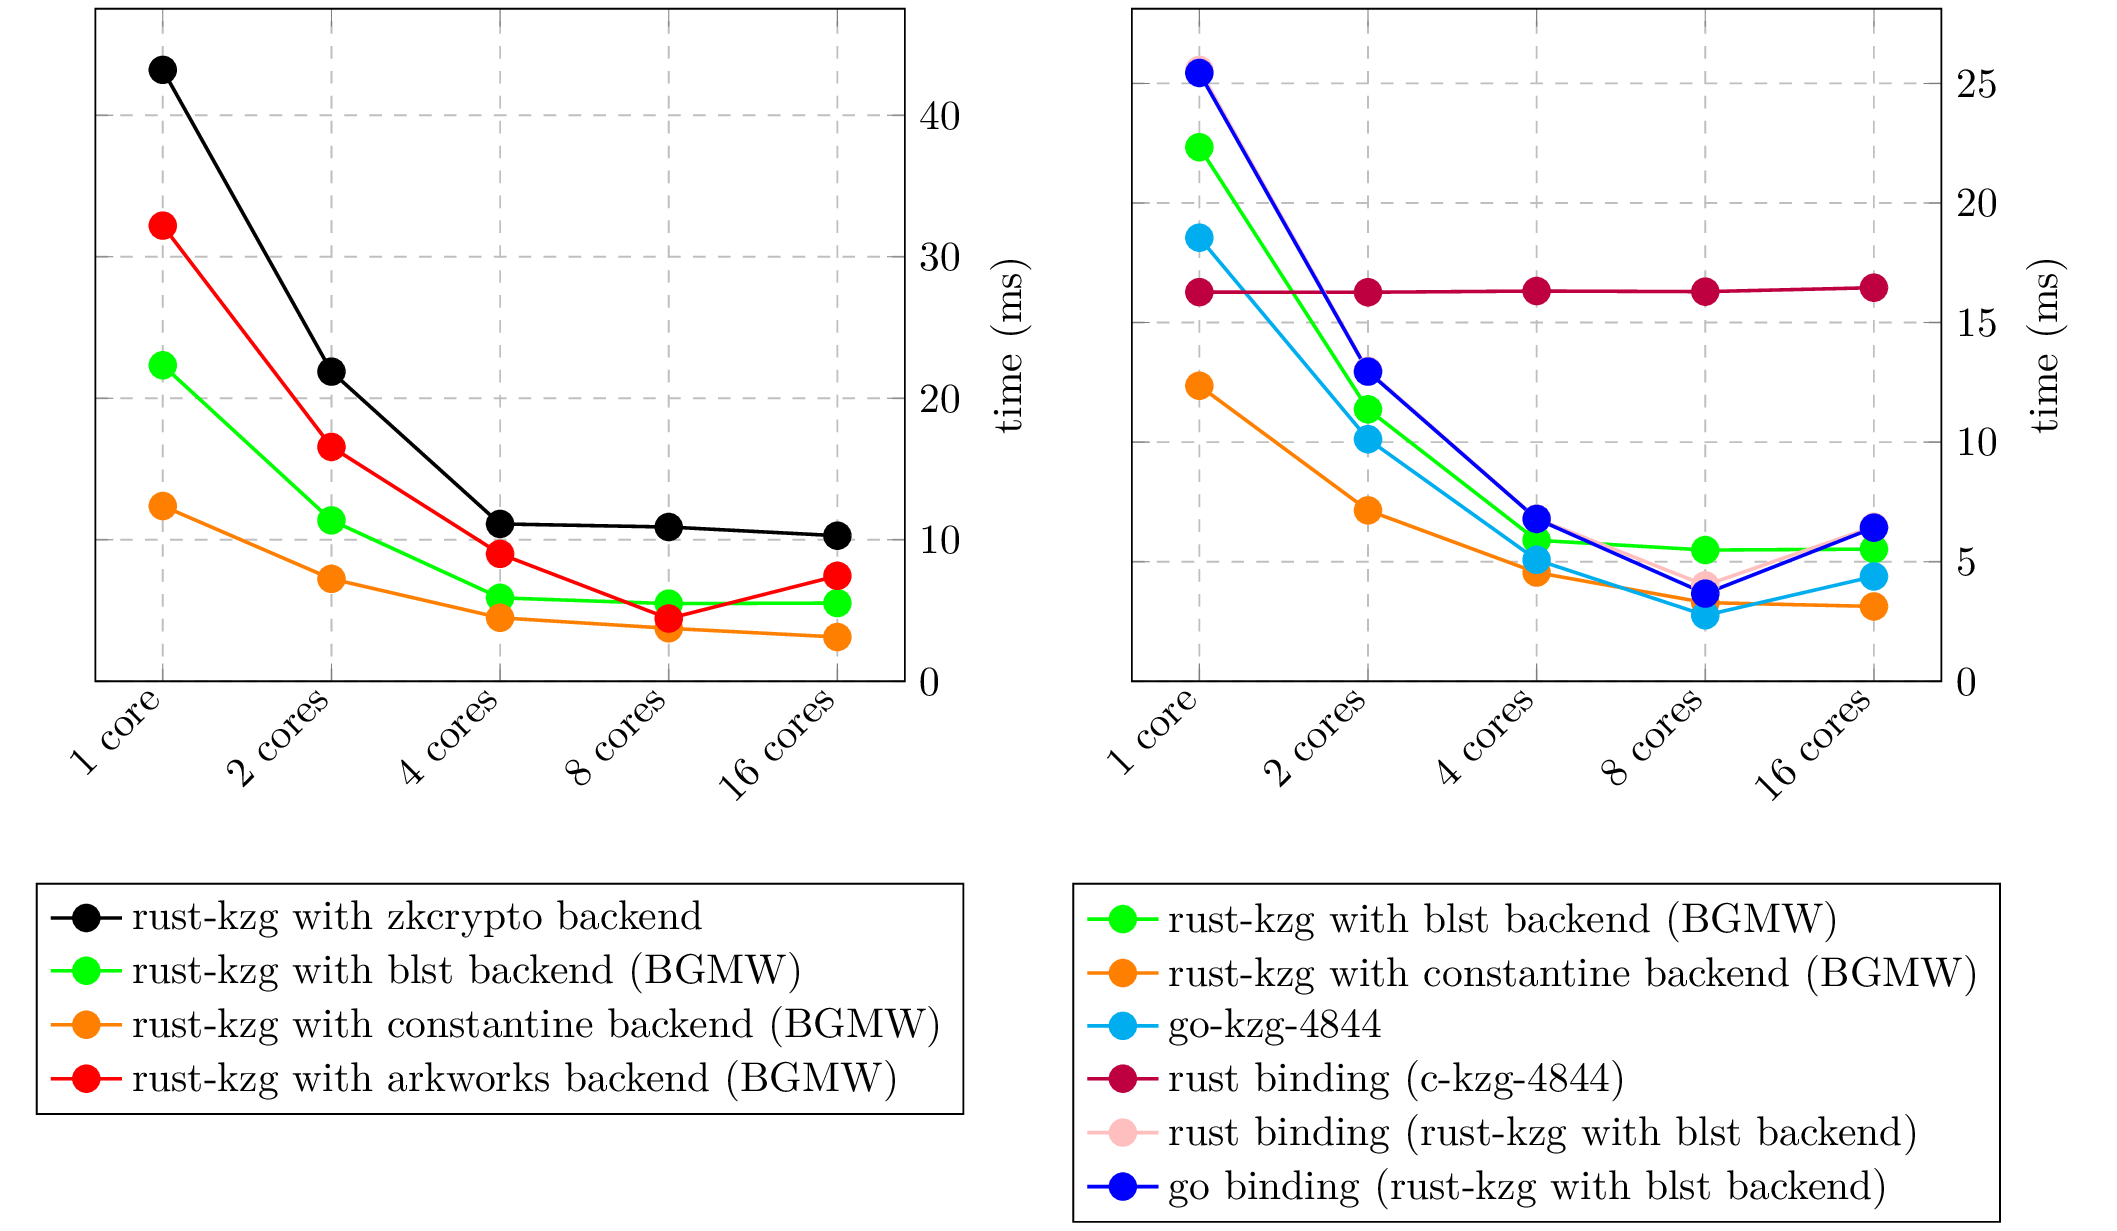 40
30
20
10
0
time (ms)
1 core
2 cores
4 cores
8 cores
16 cores
rust-kzg with zkcrypto backend
rust-kzg with blst backend (BGMW)
rust-kzg with constantine backend (BGMW)
rust-kzg with arkworks backend (BGMW)
25
20
15
10
5
0
time (ms)
1 core
2 cores
4 cores
8 cores
16 cores
rust-kzg with blst backend (BGMW)
rust-kzg with constantine backend (BGMW)
go-kzg-4844
rust binding (c-kzg-4844)
rust binding (rust-kzg with blst backend)
go binding (rust-kzg with blst backend)